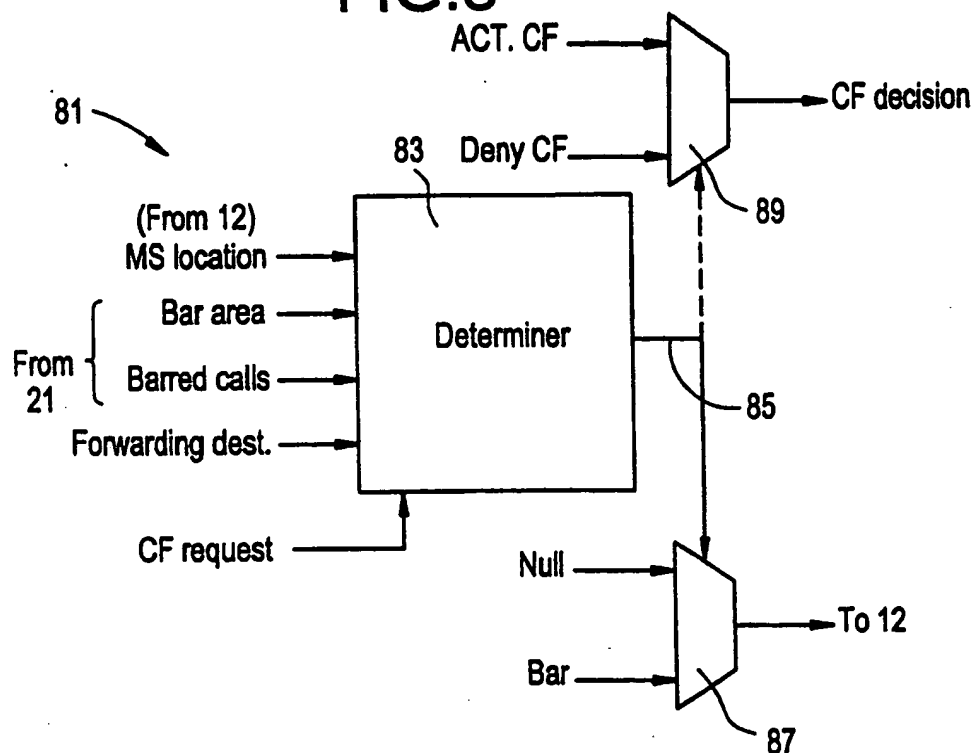 ACT. CF
CF decision
81
83
Deny CF
89
(From 12)
MS location
Bar area
Determiner
From
21
Barred calls
85
Forwarding dest.
CF request
Null
To 12
Bar
87